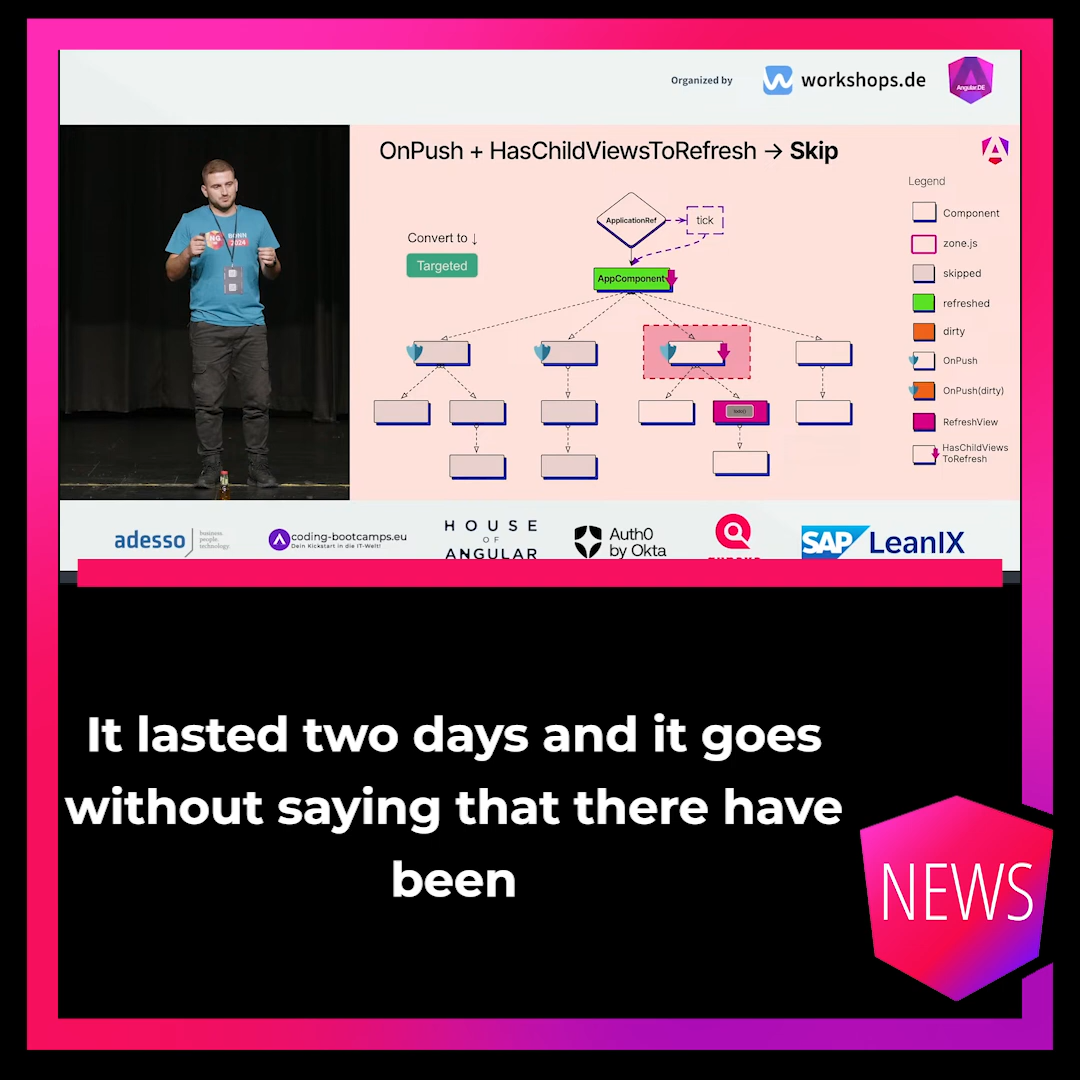 Organized by
workshops.de
Angular.DE
OnPush + HasChildViewsToRefresh → Skip
Legend
Component
zone.js
skipped
refreshed
dirty
OnPush
OnPush(dirty)
RefreshView
HasChildViews
ToRefresh
Convert to ↓
Targeted
ApplicationRef
tick
AppComponent
NG
BONN
2024
adesso
business.
people.
technology.
coding-bootcamps.eu
Dein Kickstart in die IT-Welt!
HOUSE
OF
ANGULAR
Auth0
by Okta
SAP LeanIX
It lasted two days and it goes
without saying that there have
been
NEWS